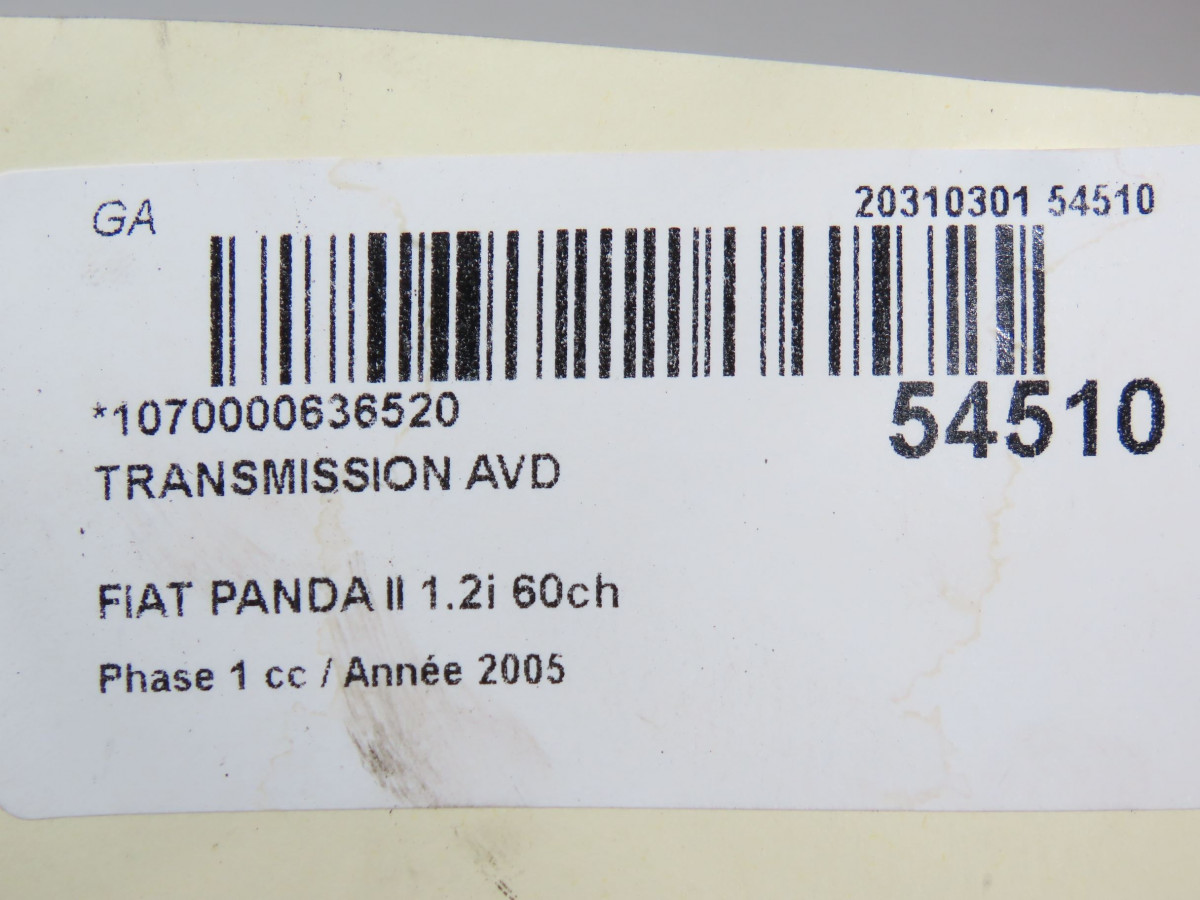 GA
20310301 54510
*1070000636520
54510
TRANSMISSION AVD
FIAT PANDA II 1.2i 60ch
Phase 1 cc / Année 2005